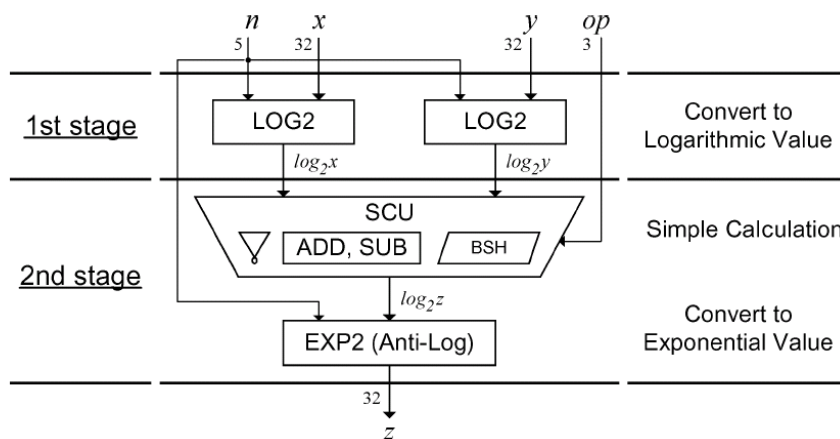 n x y op
5 32 32 3
1st stage
LOG2 LOG2
Convert to
Logarithmic Value
log2x log2y
SCU
ADD, SUB BSH
Simple Calculation
2nd stage
log2z
EXP2 (Anti-Log)
Convert to
Exponential Value
32
z